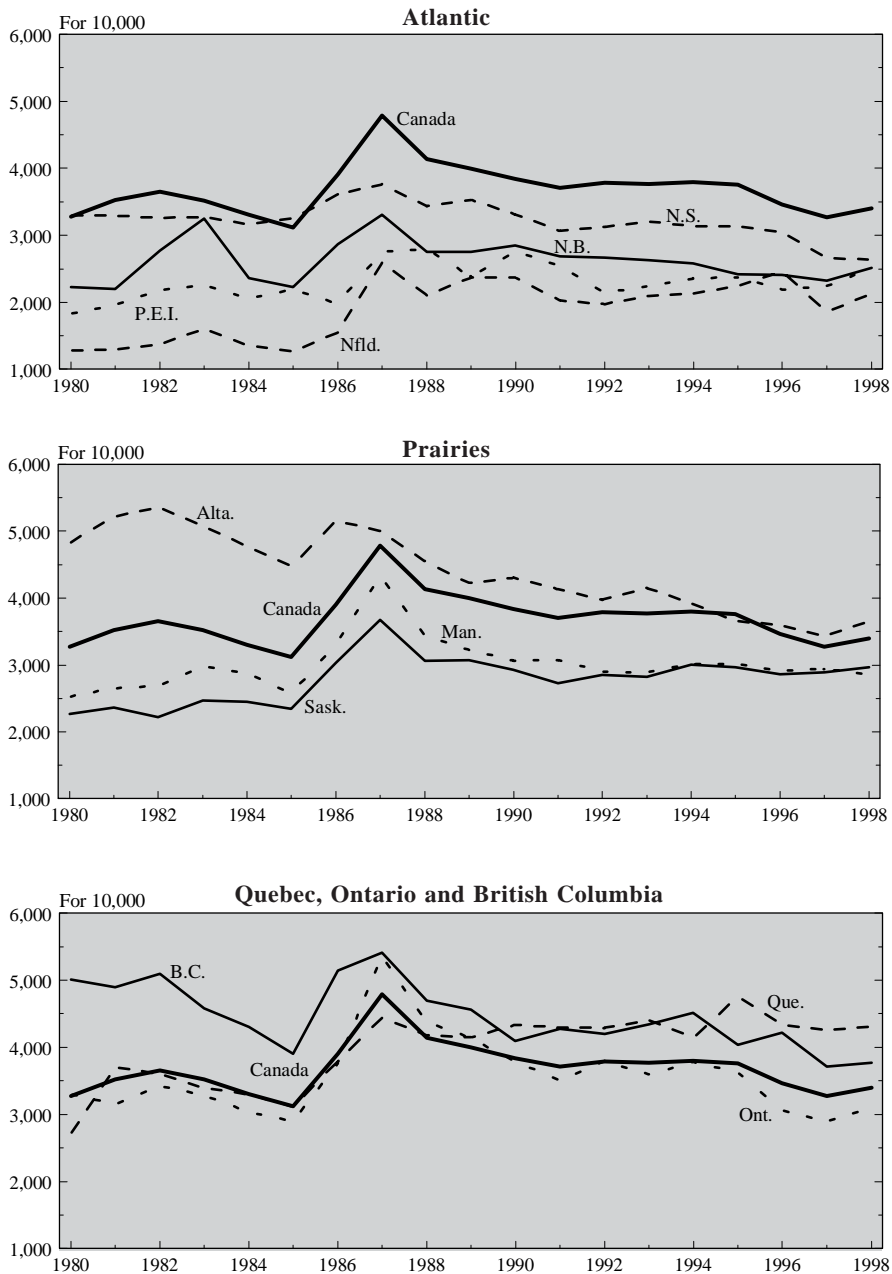 Atlantic
For 10,000
6,000
5,000
4,000
3,000
2,000
1,000
Canada
N.S.
N.B.
P.E.I.
Nfld.
1980 1982 1984 1986 1988 1990 1992 1994 1996 1998
Prairies
For 10,000
6,000
5,000
4,000
3,000
2,000
1,000
Alta.
Canada
Man.
Sask.
1980 1982 1984 1986 1988 1990 1992 1994 1996 1998
Quebec, Ontario and British Columbia
For 10,000
6,000
5,000
4,000
3,000
2,000
1,000
B.C.
Que.
Canada
Ont.
1980 1982 1984 1986 1988 1990 1992 1994 1996 1998